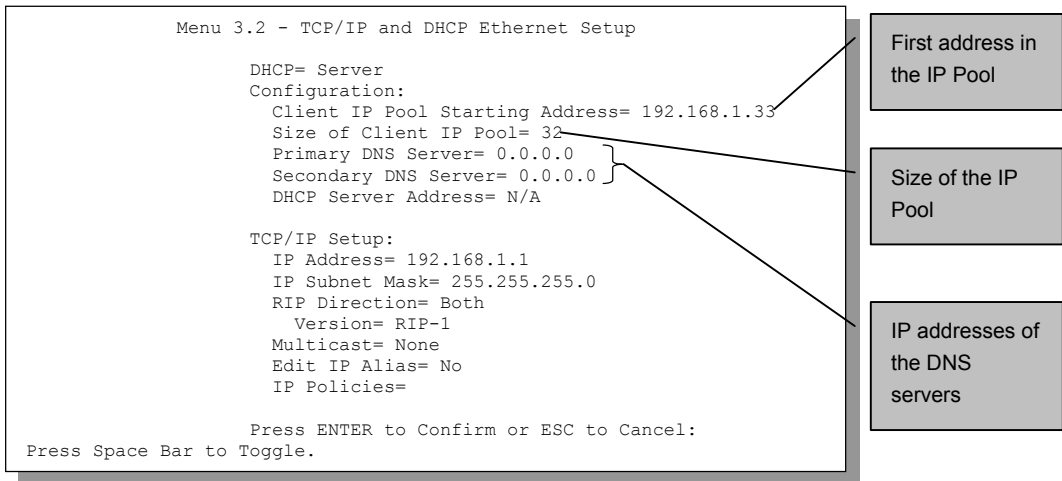 Menu 3.2 - TCP/IP and DHCP Ethernet Setup
DHCP= Server
Configuration:
Client IP Pool Starting Address= 192.168.1.33
Size of Client IP Pool= 32
Primary DNS Server= 0.0.0.0
Secondary DNS Server= 0.0.0.0
DHCP Server Address= N/A
TCP/IP Setup:
IP Address= 192.168.1.1
IP Subnet Mask= 255.255.255.0
RIP Direction= Both
Version= RIP-1
Multicast= None
Edit IP Alias= No
IP Policies=
Press ENTER to Confirm or ESC to Cancel:
Press Space Bar to Toggle.
First address in
the IP Pool
Size of the IP
Pool
IP addresses of
the DNS
servers